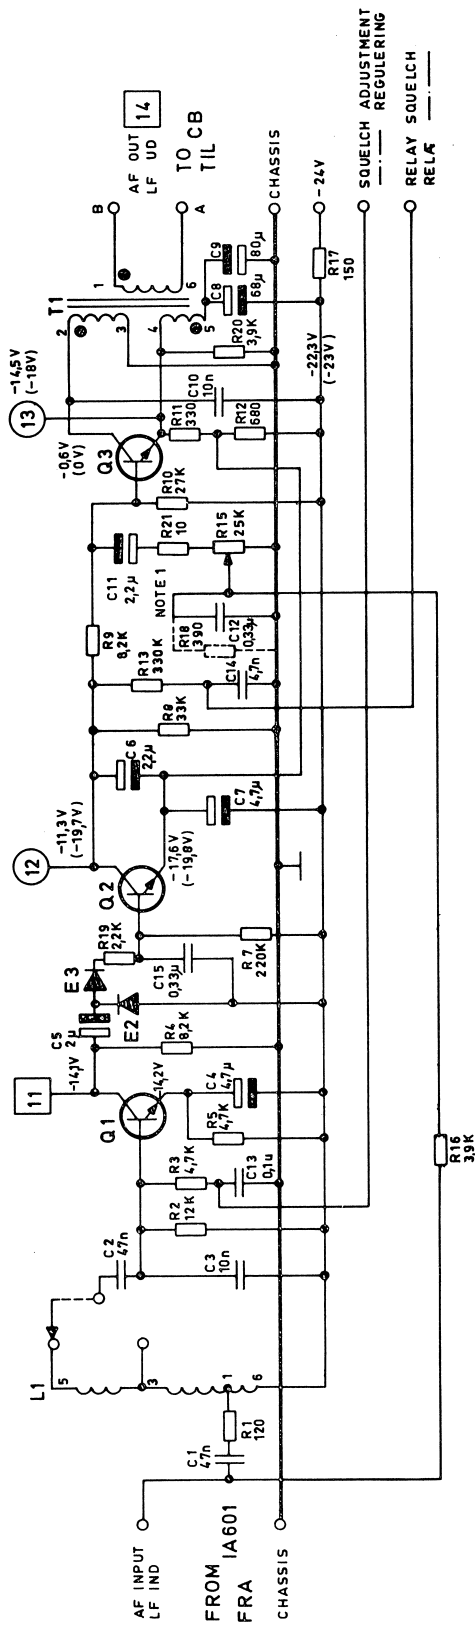 AF INPUT
LF IND
FROM IA601
FRA
CHASSIS
C1
47n
R1
120
L1
5
3
1
6
C2
47n
C3
10n
R2
12K
R3
4,7K
C13
0,1u
11
-14,1V
Q1
-14,2V
R5
4,7K
C4
4,7µ
R4
8,2K
C5
2µ
E3
E2
R19
2,2K
C15
0,33µ
R7
220K
12
-11,3V
(-19,7V)
Q2
-17,6V
(-19,8V)
C6
2,2µ
C7
4,7µ
R8
33K
R13
330K
C14
4,7n
R9
8,2K
C11
2,2µ
NOTE 1
R18
390
C12
0,33µ
R21
10
R15
25K
R10
27K
Q3
-0,6V
(0V)
13
-14,5V
(-18V)
R11
330
R12
680
C10
10n
R20
3,9K
T1
2
3
4
5
1
6
C8
68µ
C9
80µ
-22,3V
(-23V)
R17
150
B
A
AF OUT
LF UD
14
TO CB
TIL
CHASSIS
-24V
SQUELCH ADJUSTMENT
—·— REGULERING
RELAY SQUELCH
RELÆ —·—
R16
3,9K